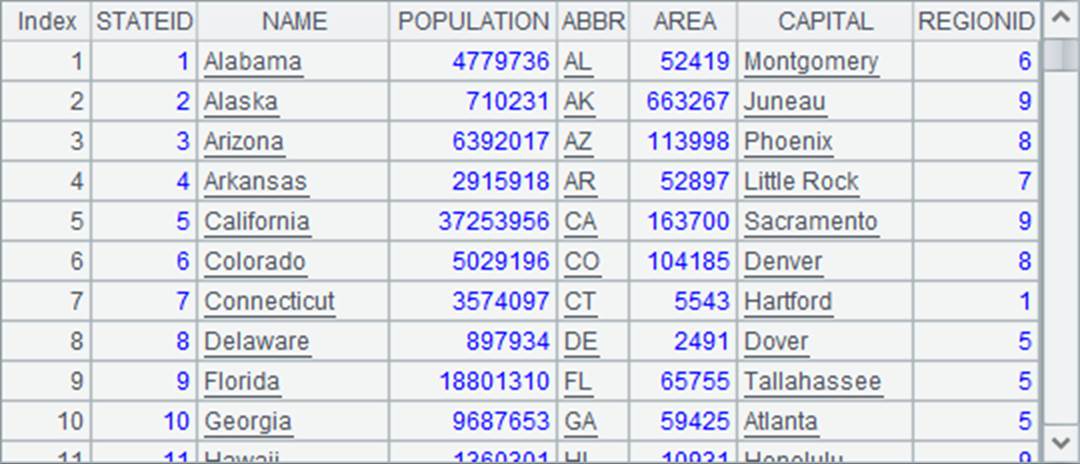 Index STATEID NAME POPULATION ABBR AREA CAPITAL REGIONID
1 1 Alabama 4779736 AL 52419 Montgomery 6
2 2 Alaska 710231 AK 663267 Juneau 9
3 3 Arizona 6392017 AZ 113998 Phoenix 8
4 4 Arkansas 2915918 AR 52897 Little Rock 7
5 5 California 37253956 CA 163700 Sacramento 9
6 6 Colorado 5029196 CO 104185 Denver 8
7 7 Connecticut 3574097 CT 5543 Hartford 1
8 8 Delaware 897934 DE 2491 Dover 5
9 9 Florida 18801310 FL 65755 Tallahassee 5
10 10 Georgia 9687653 GA 59425 Atlanta 5
11 11 Hawaii 1360301 HI 10931 Honolulu 9